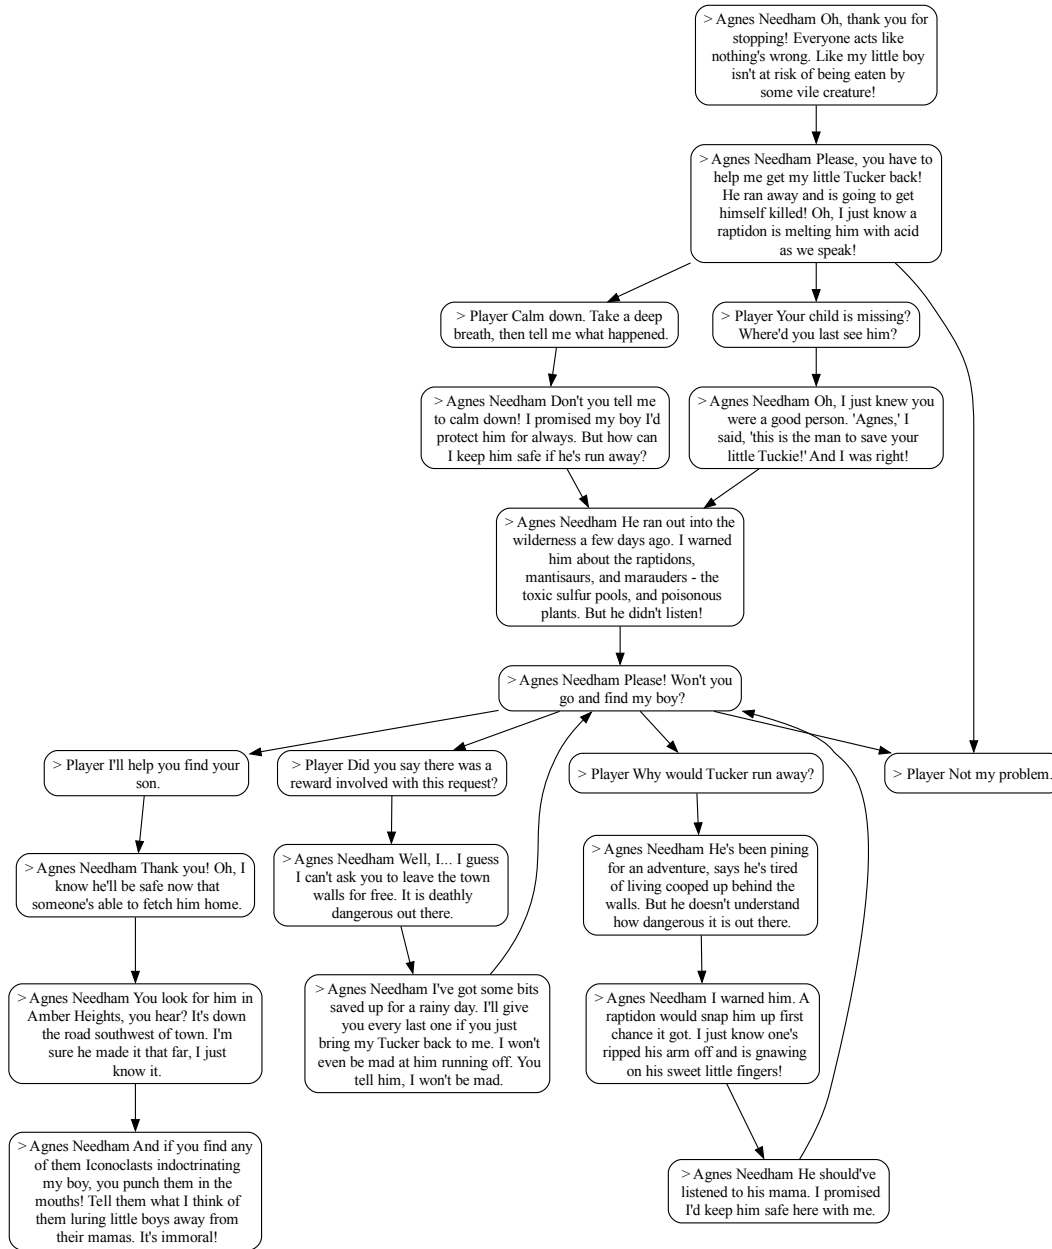 > Agnes Needham Oh, thank you for
stopping! Everyone acts like
nothing's wrong. Like my little boy
isn't at risk of being eaten by
some vile creature!
> Agnes Needham Please, you have to
help me get my little Tucker back!
He ran away and is going to get
himself killed! Oh, I just know a
raptidon is melting him with acid
as we speak!
> Player Calm down. Take a deep
breath, then tell me what happened.
> Player Your child is missing?
Where'd you last see him?
> Agnes Needham Don't you tell me
to calm down! I promised my boy I'd
protect him for always. But how can
I keep him safe if he's run away?
> Agnes Needham Oh, I just knew you
were a good person. 'Agnes,' I
said, 'this is the man to save your
little Tuckie!' And I was right!
> Agnes Needham He ran out into the
wilderness a few days ago. I warned
him about the raptidons,
mantisaurs, and marauders - the
toxic sulfur pools, and poisonous
plants. But he didn't listen!
> Agnes Needham Please! Won't you
go and find my boy?
> Player I'll help you find your
son.
> Player Did you say there was a
reward involved with this request?
> Player Why would Tucker run away?
> Player Not my problem.
> Agnes Needham Thank you! Oh, I
know he'll be safe now that
someone's able to fetch him home.
> Agnes Needham Well, I... I guess
I can't ask you to leave the town
walls for free. It is deathly
dangerous out there.
> Agnes Needham He's been pining
for an adventure, says he's tired
of living cooped up behind the
walls. But he doesn't understand
how dangerous it is out there.
> Agnes Needham You look for him in
Amber Heights, you hear? It's down
the road southwest of town. I'm
sure he made it that far, I just
know it.
> Agnes Needham I've got some bits
saved up for a rainy day. I'll give
you every last one if you just
bring my Tucker back to me. I won't
even be mad at him running off. You
tell him, I won't be mad.
> Agnes Needham I warned him. A
raptidon would snap him up first
chance it got. I just know one's
ripped his arm off and is gnawing
on his sweet little fingers!
> Agnes Needham And if you find any
of them Iconoclasts indoctrinating
my boy, you punch them in the
mouths! Tell them what I think of
them luring little boys away from
their mamas. It's immoral!
> Agnes Needham He should've
listened to his mama. I promised
I'd keep him safe here with me.